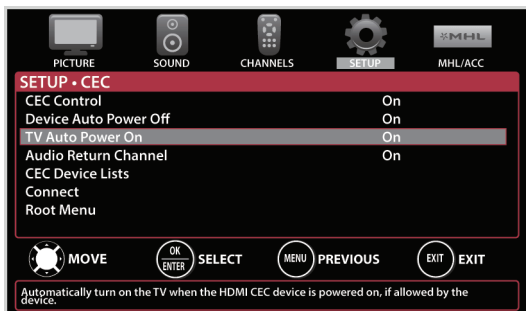 MHL
PICTURE SOUND CHANNELS SETUP MHL/ACC
SETUP • CEC
CEC Control On
Device Auto Power Off On
TV Auto Power On On
Audio Return Channel On
CEC Device Lists
Connect
Root Menu
MOVE OK ENTER SELECT MENU PREVIOUS EXIT EXIT
Automatically turn on the TV when the HDMI CEC device is powered on, if allowed by the
device.